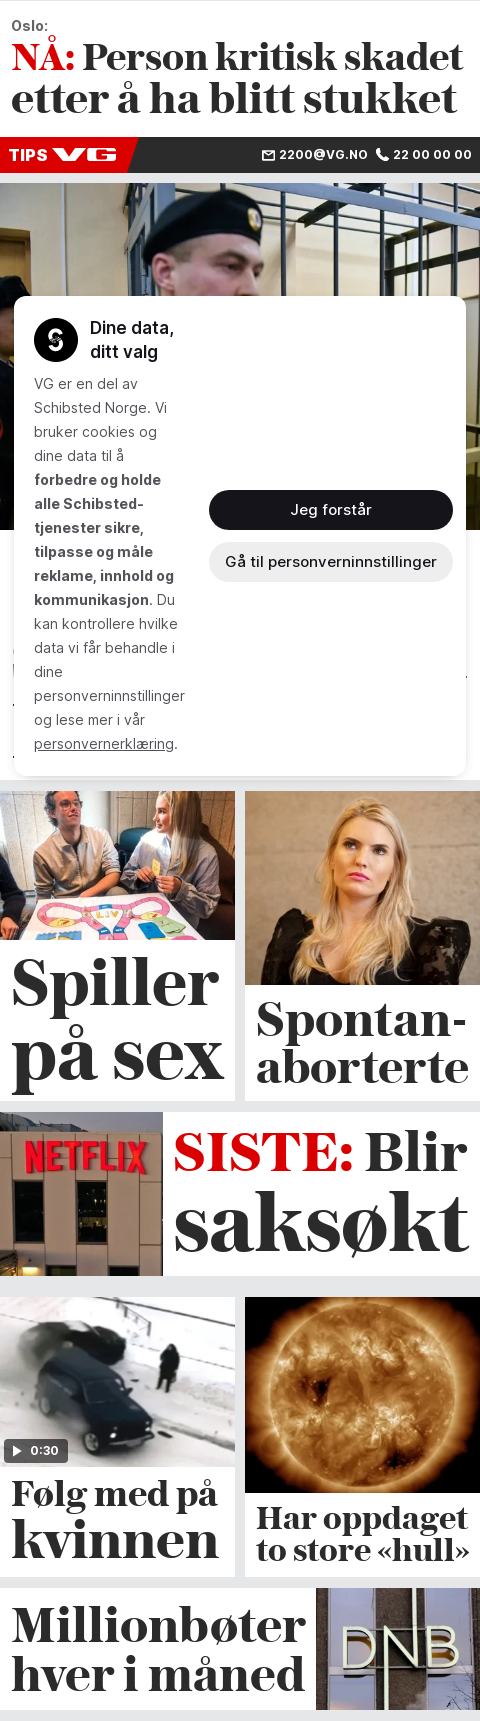 Oslo:
NÅ: Person kritisk skadet
etter å ha blitt stukket
TIPS VG
2200@VG.NO 22 00 00 00
Dine data,
ditt valg
VG er en del av
Schibsted Norge. Vi
bruker cookies og
dine data til å
forbedre og holde
alle Schibsted-
tjenester sikre,
tilpasse og måle
reklame, innhold og
kommunikasjon. Du
kan kontrollere hvilke
data vi får behandle i
dine
personverninnstillinger
og lese mer i vår
personvernerklæring.
Jeg forstår
Gå til personverninnstillinger
LIV
Spiller
på sex
Spontan-
aborterte
NETFLIX
SISTE: Blir
saksøkt
0:30
Følg med på
kvinnen
Har oppdaget
to store «hull»
Millionbøter
hver i måned
DNB